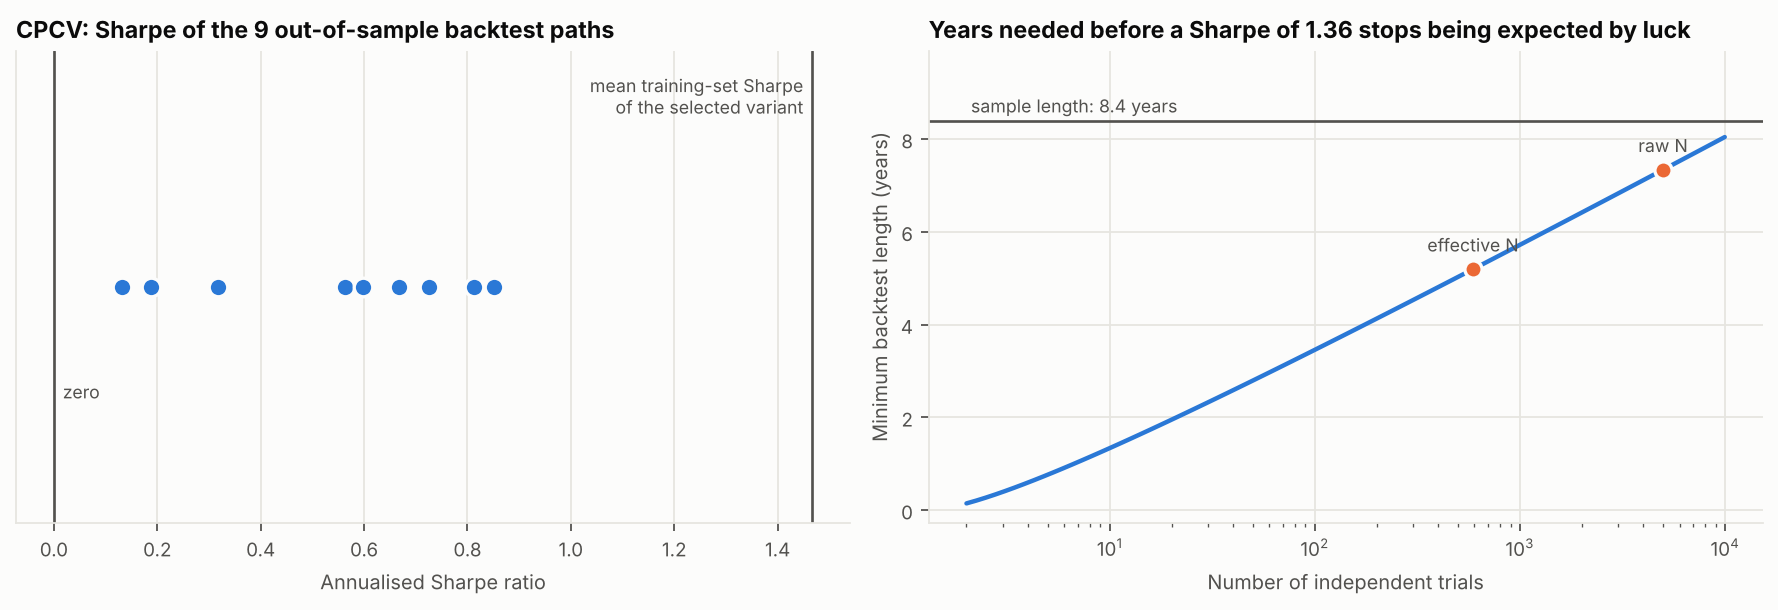 CPCV: Sharpe of the 9 out-of-sample backtest paths
mean training-set Sharpe
of the selected variant
zero
0.0
0.2
0.4
0.6
0.8
1.0
1.2
1.4
Annualised Sharpe ratio
Years needed before a Sharpe of 1.36 stops being expected by luck
sample length: 8.4 years
raw N
effective N
Minimum backtest length (years)
8
6
4
2
0
10¹
10²
10³
10⁴
Number of independent trials